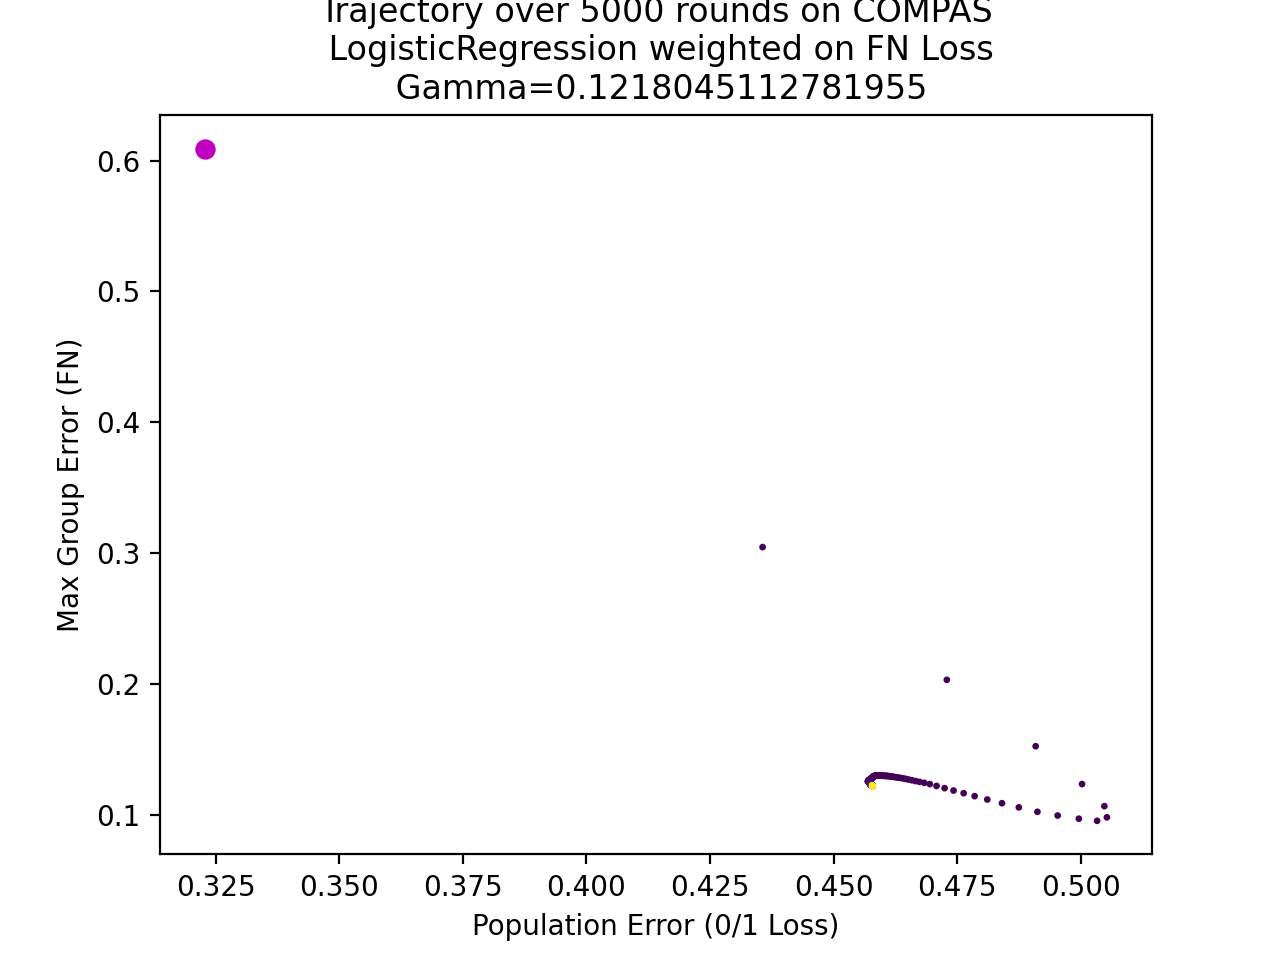 Trajectory over 5000 rounds on COMPAS
LogisticRegression weighted on FN Loss
Gamma=0.1218045112781955
0.6
0.5
0.4
0.3
0.2
0.1
Max Group Error (FN)
0.325 0.350 0.375 0.400 0.425 0.450 0.475 0.500
Population Error (0/1 Loss)